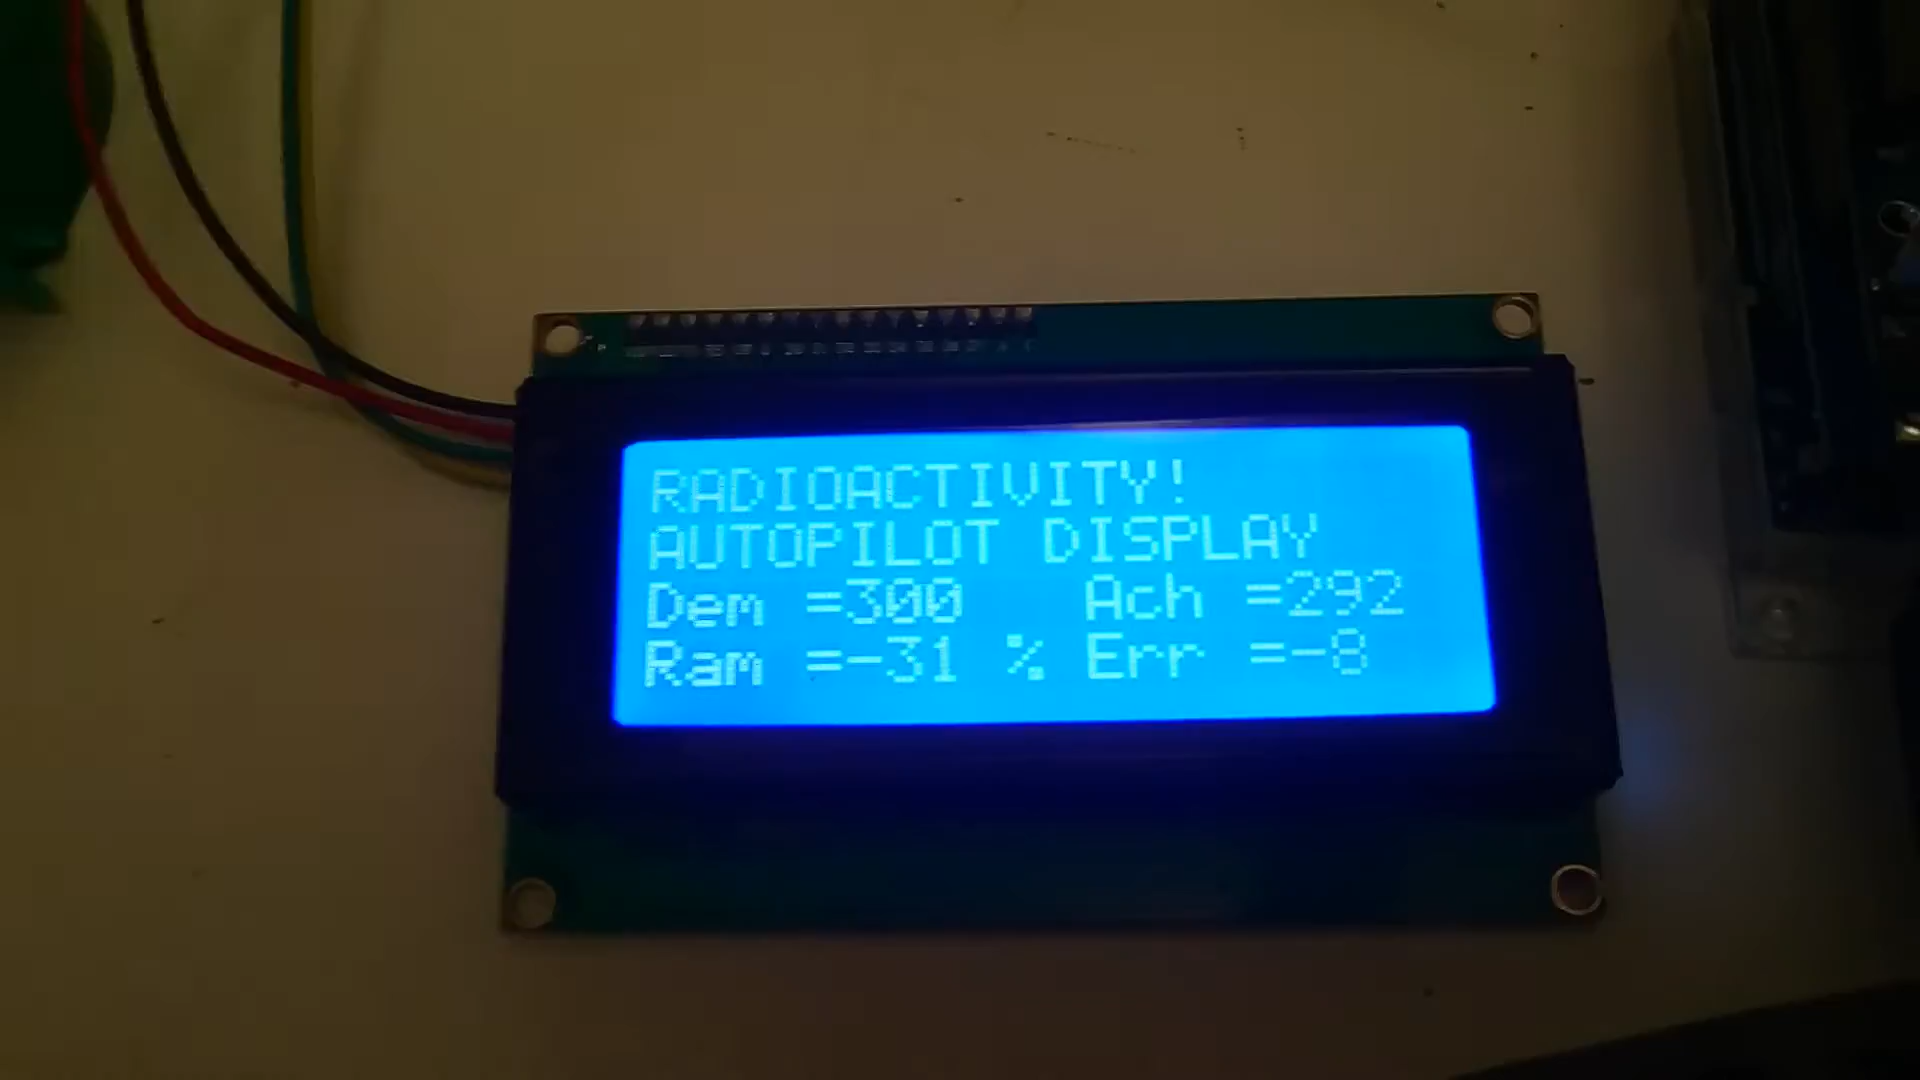 RADIOACTIVITY!
AUTOPILOT DISPLAY
Dem =300 Ach =292
Ram =-31 % Err =-8